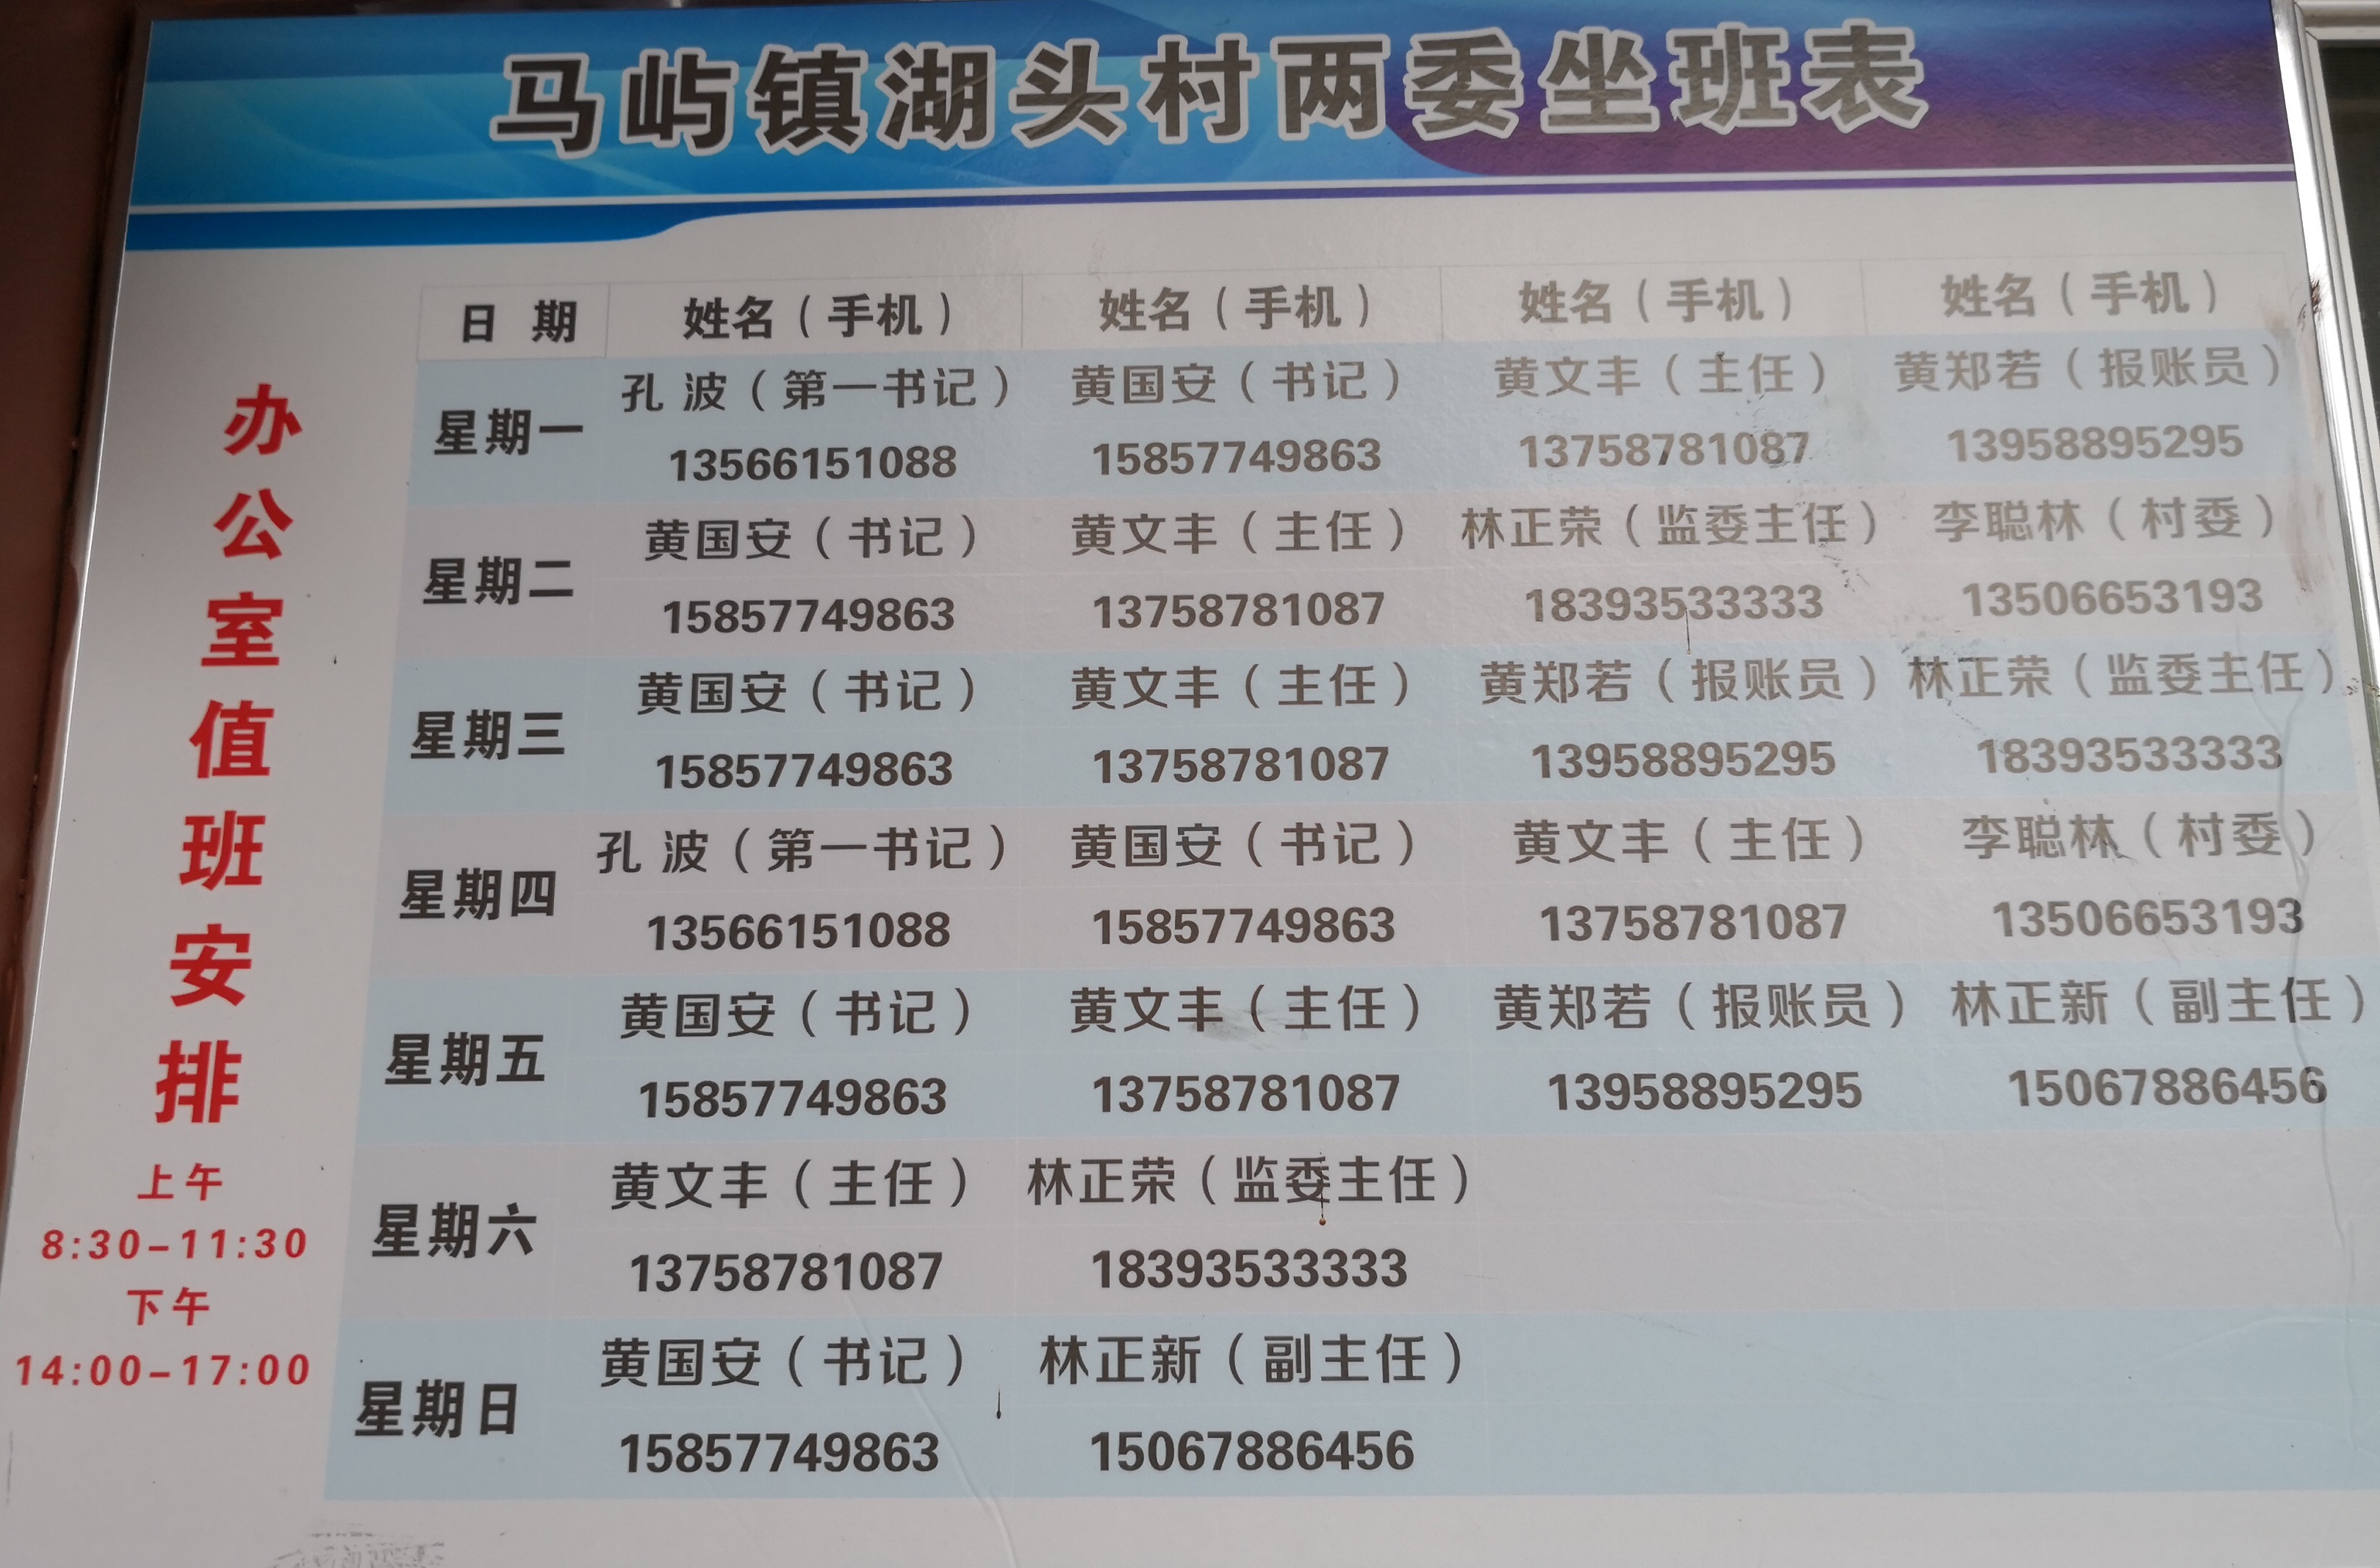 马屿镇湖头村两委坐班表
办公室值班安排
上午
8:30-11:30
下午
14:00-17:00
日 期 姓名（手机） 姓名（手机） 姓名（手机） 姓名（手机）
星期一
孔 波（第一书记） 黄国安（书记） 黄文丰（主任） 黄郑若（报账员）
13566151088 15857749863 13758781087 13958895295
星期二
黄国安（书记） 黄文丰（主任） 林正荣（监委主任） 李聪林（村委）
15857749863 13758781087 18393533333 13506653193
星期三
黄国安（书记） 黄文丰（主任） 黄郑若（报账员） 林正荣（监委主任）
15857749863 13758781087 13958895295 18393533333
星期四
孔 波（第一书记） 黄国安（书记） 黄文丰（主任） 李聪林（村委）
13566151088 15857749863 13758781087 13506653193
星期五
黄国安（书记） 黄文丰（主任） 黄郑若（报账员） 林正新（副主任）
15857749863 13758781087 13958895295 15067886456
星期六
黄文丰（主任） 林正荣（监委主任）
13758781087 18393533333
星期日
黄国安（书记） 林正新（副主任）
15857749863 15067886456